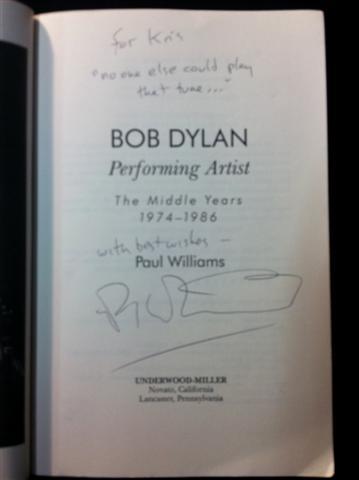 for Kris
"no one else could play
that tune..."
BOB DYLAN
Performing Artist
The Middle Years
1974–1986
with best wishes –
Paul Williams
UNDERWOOD-MILLER
Novato, California
Lancaster, Pennsylvania